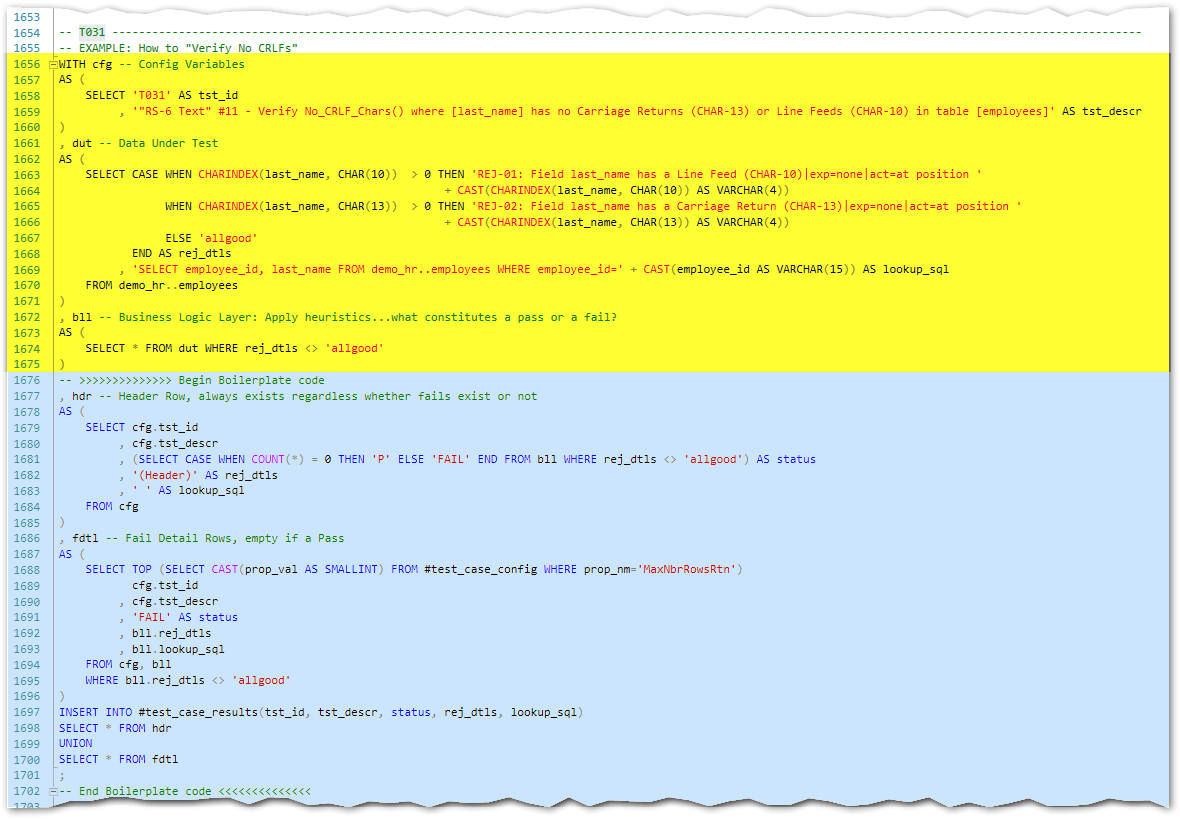 1653
1654 -- T031 ------------------------------------------------------------------------------------------------------------------------------------------------------------
1655 -- EXAMPLE: How to "Verify No CRLFs"
1656 WITH cfg -- Config Variables
1657 AS (
1658     SELECT 'T031' AS tst_id
1659          , '"RS-6 Text" #11 - Verify No_CRLF_Chars() where [last_name] has no Carriage Returns (CHAR-13) or Line Feeds (CHAR-10) in table [employees]' AS tst_descr
1660 )
1661 , dut -- Data Under Test
1662 AS (
1663     SELECT CASE WHEN CHARINDEX(last_name, CHAR(10))  > 0 THEN 'REJ-01: Field last_name has a Line Feed (CHAR-10)|exp=none|act=at position '
1664                                                           + CAST(CHARINDEX(last_name, CHAR(10)) AS VARCHAR(4))
1665                 WHEN CHARINDEX(last_name, CHAR(13))  > 0 THEN 'REJ-02: Field last_name has a Carriage Return (CHAR-13)|exp=none|act=at position '
1666                                                           + CAST(CHARINDEX(last_name, CHAR(13)) AS VARCHAR(4))
1667                 ELSE 'allgood'
1668            END AS rej_dtls
1669          , 'SELECT employee_id, last_name FROM demo_hr..employees WHERE employee_id=' + CAST(employee_id AS VARCHAR(15)) AS lookup_sql
1670     FROM demo_hr..employees
1671 )
1672 , bll -- Business Logic Layer: Apply heuristics...what constitutes a pass or a fail?
1673 AS (
1674     SELECT * FROM dut WHERE rej_dtls <> 'allgood'
1675 )
1676 -- >>>>>>>>>>>>>> Begin Boilerplate code
1677 , hdr -- Header Row, always exists regardless whether fails exist or not
1678 AS (
1679     SELECT cfg.tst_id
1680          , cfg.tst_descr
1681          , (SELECT CASE WHEN COUNT(*) = 0 THEN 'P' ELSE 'FAIL' END FROM bll WHERE rej_dtls <> 'allgood') AS status
1682          , '(Header)' AS rej_dtls
1683          , ' ' AS lookup_sql
1684     FROM cfg
1685 )
1686 , fdtl -- Fail Detail Rows, empty if a Pass
1687 AS (
1688     SELECT TOP (SELECT CAST(prop_val AS SMALLINT) FROM #test_case_config WHERE prop_nm='MaxNbrRowsRtn')
1689            cfg.tst_id
1690          , cfg.tst_descr
1691          , 'FAIL' AS status
1692          , bll.rej_dtls
1693          , bll.lookup_sql
1694     FROM cfg, bll
1695     WHERE bll.rej_dtls <> 'allgood'
1696 )
1697 INSERT INTO #test_case_results(tst_id, tst_descr, status, rej_dtls, lookup_sql)
1698 SELECT * FROM hdr
1699 UNION
1700 SELECT * FROM fdtl
1701 ;
1702 -- End Boilerplate code <<<<<<<<<<<<<<
1703